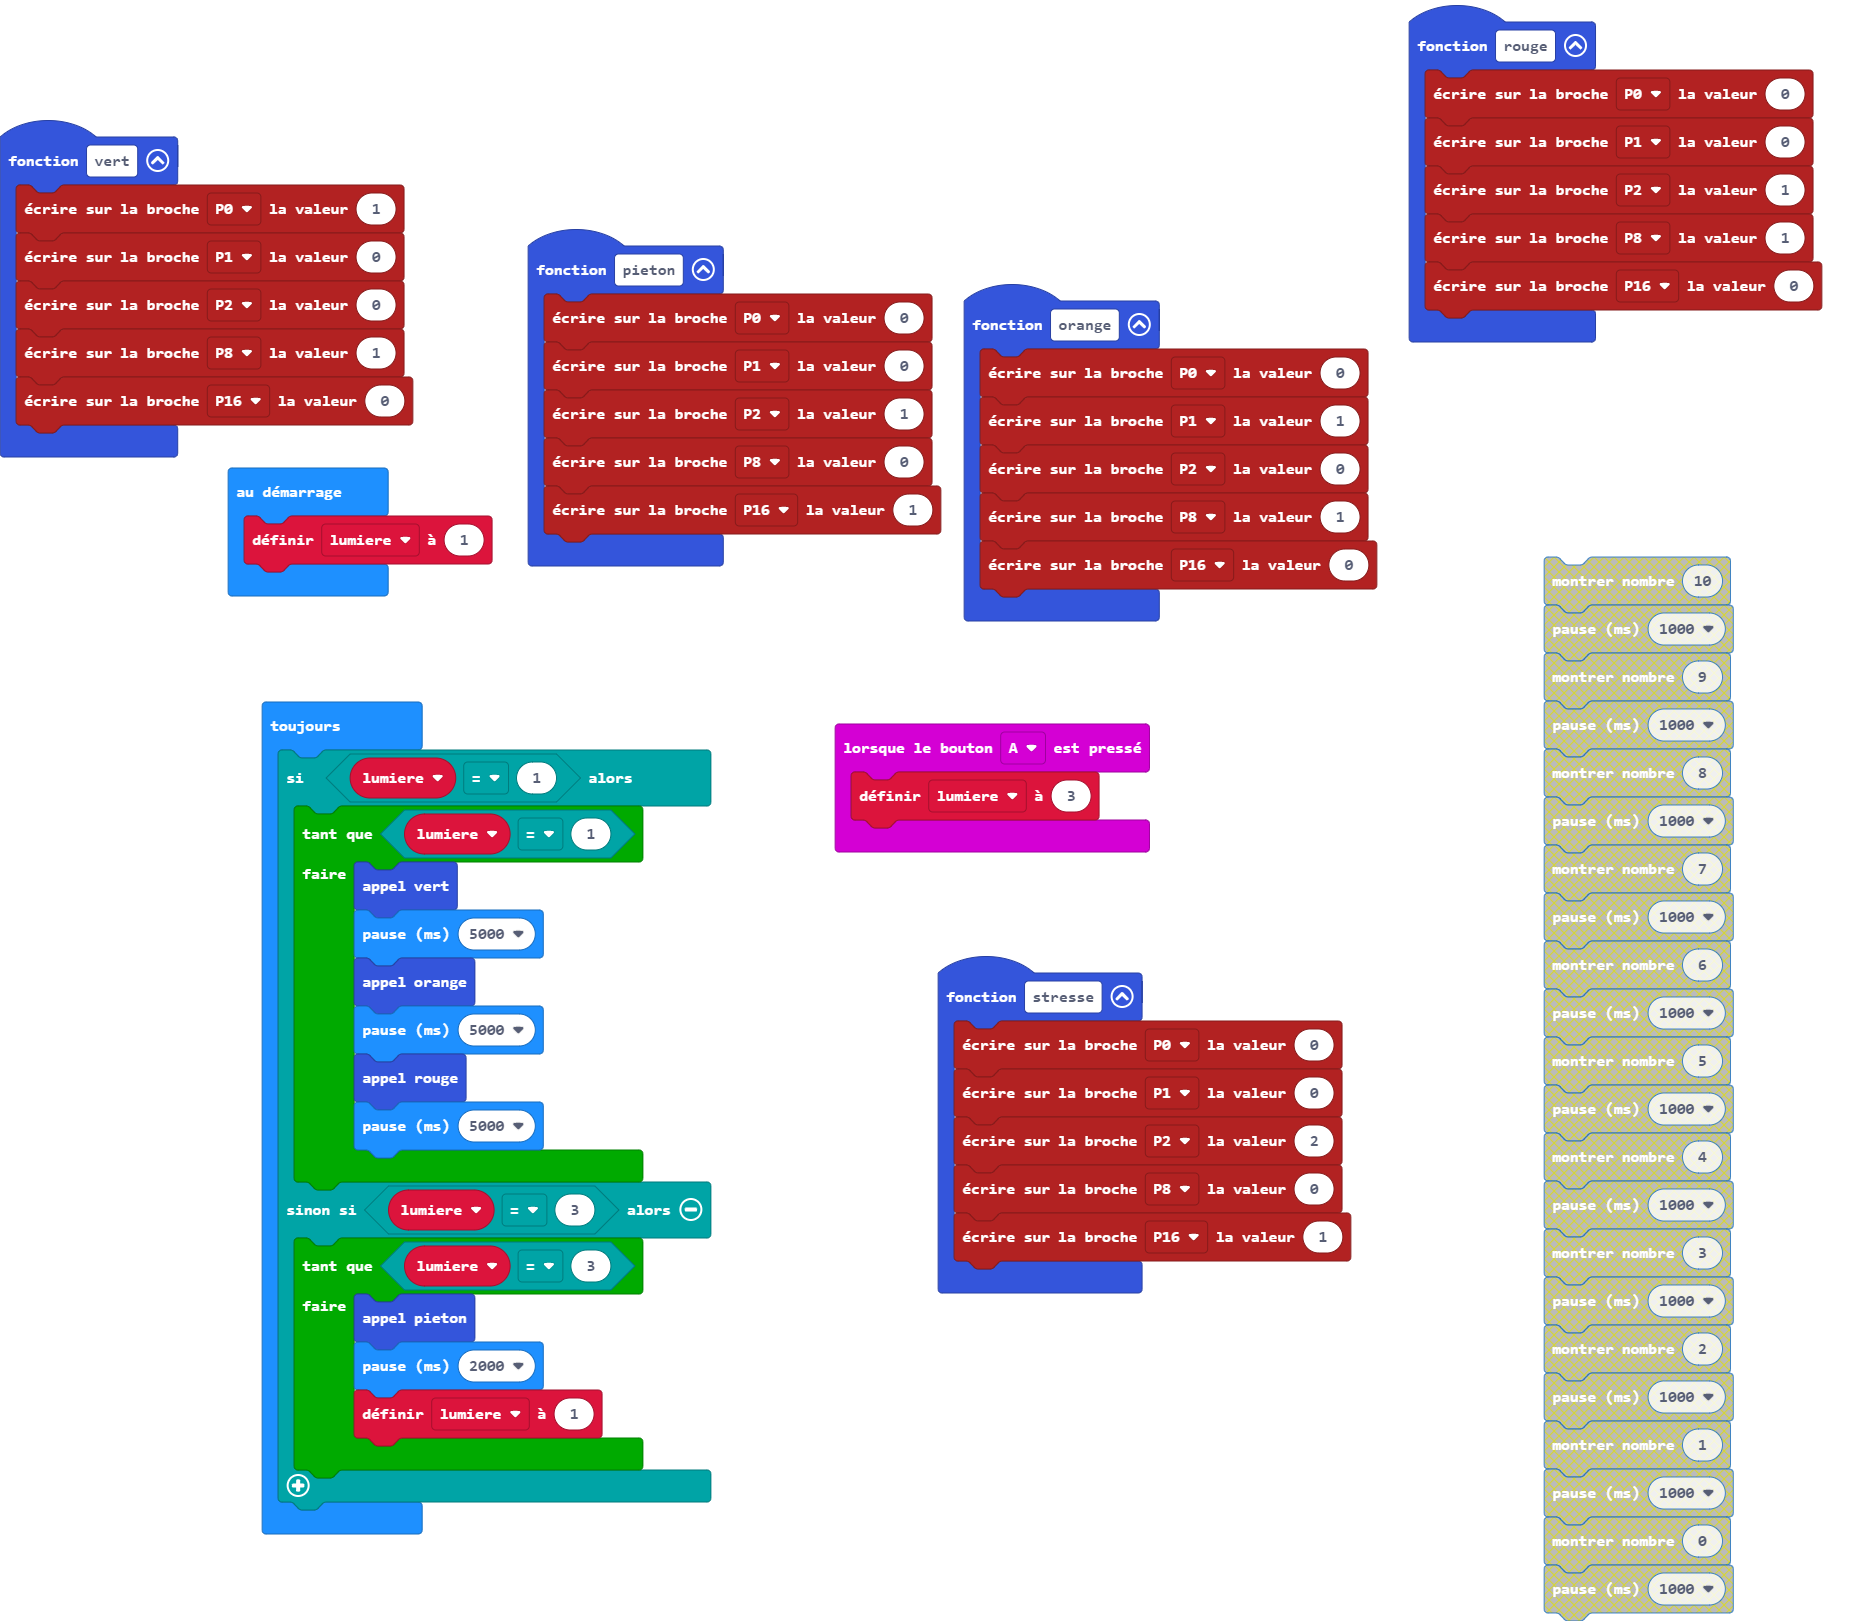 fonction vert
écrire sur la broche P0 la valeur 1
écrire sur la broche P1 la valeur 0
écrire sur la broche P2 la valeur 0
écrire sur la broche P8 la valeur 1
écrire sur la broche P16 la valeur 0
au démarrage
définir lumiere à 1
fonction pieton
écrire sur la broche P0 la valeur 0
écrire sur la broche P1 la valeur 0
écrire sur la broche P2 la valeur 1
écrire sur la broche P8 la valeur 0
écrire sur la broche P16 la valeur 1
fonction orange
écrire sur la broche P0 la valeur 0
écrire sur la broche P1 la valeur 1
écrire sur la broche P2 la valeur 0
écrire sur la broche P8 la valeur 1
écrire sur la broche P16 la valeur 0
fonction rouge
écrire sur la broche P0 la valeur 0
écrire sur la broche P1 la valeur 0
écrire sur la broche P2 la valeur 1
écrire sur la broche P8 la valeur 1
écrire sur la broche P16 la valeur 0
toujours
si lumiere = 1 alors
tant que lumiere = 1
faire
appel vert
pause (ms) 5000
appel orange
pause (ms) 5000
appel rouge
pause (ms) 5000
sinon si lumiere = 3 alors
tant que lumiere = 3
faire
appel pieton
pause (ms) 2000
définir lumiere à 1
lorsque le bouton A est pressé
définir lumiere à 3
fonction stresse
écrire sur la broche P0 la valeur 0
écrire sur la broche P1 la valeur 0
écrire sur la broche P2 la valeur 2
écrire sur la broche P8 la valeur 0
écrire sur la broche P16 la valeur 1
montrer nombre 10
pause (ms) 1000
montrer nombre 9
pause (ms) 1000
montrer nombre 8
pause (ms) 1000
montrer nombre 7
pause (ms) 1000
montrer nombre 6
pause (ms) 1000
montrer nombre 5
pause (ms) 1000
montrer nombre 4
pause (ms) 1000
montrer nombre 3
pause (ms) 1000
montrer nombre 2
pause (ms) 1000
montrer nombre 1
pause (ms) 1000
montrer nombre 0
pause (ms) 1000